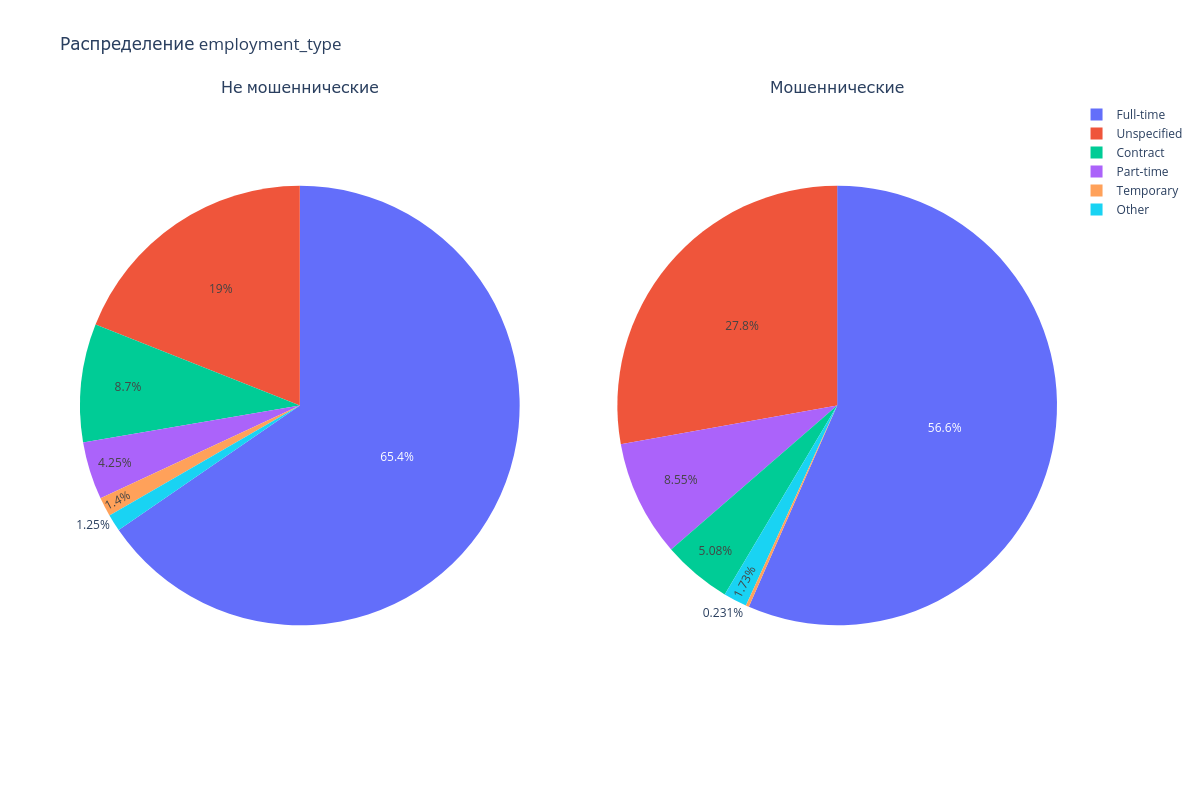 Распределение employment_type
Не мошеннические
Мошеннические
Full-time
Unspecified
Contract
Part-time
Temporary
Other
19%
8.7%
4.25%
1.4%
1.25%
65.4%
27.8%
8.55%
5.08%
1.73%
0.231%
56.6%